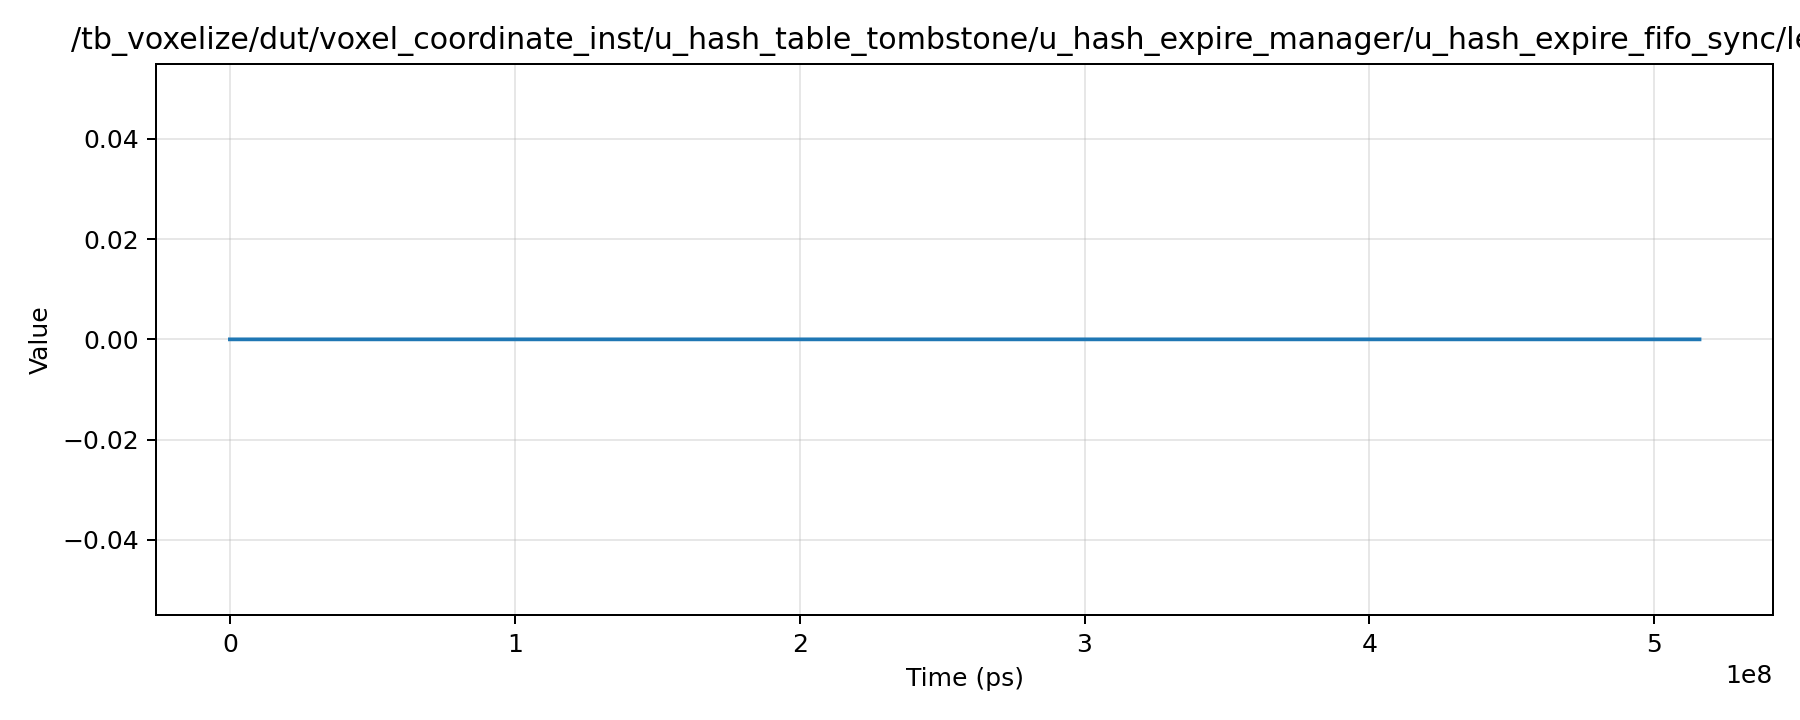 /tb_voxelize/dut/voxel_coordinate_inst/u_hash_table_tombstone/u_hash_expire_manager/u_hash_expire_fifo_sync/le
0.04
0.02
0.00
−0.02
−0.04
Value
0
1
2
3
4
5
1e8
Time (ps)